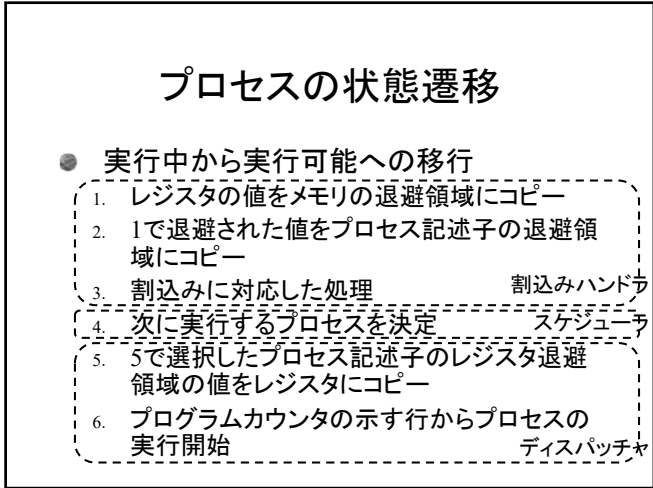 プロセスの状態遷移
実行中から実行可能への移行
1. レジスタの値をメモリの退避領域にコピー
2. 1で退避された値をプロセス記述子の退避領
域にコピー
3. 割込みに対応した処理 割込みハンドラ
4. 次に実行するプロセスを決定 スケジューラ
5. 5で選択したプロセス記述子のレジスタ退避
領域の値をレジスタにコピー
6. プログラムカウンタの示す行からプロセスの
実行開始 ディスパッチャ